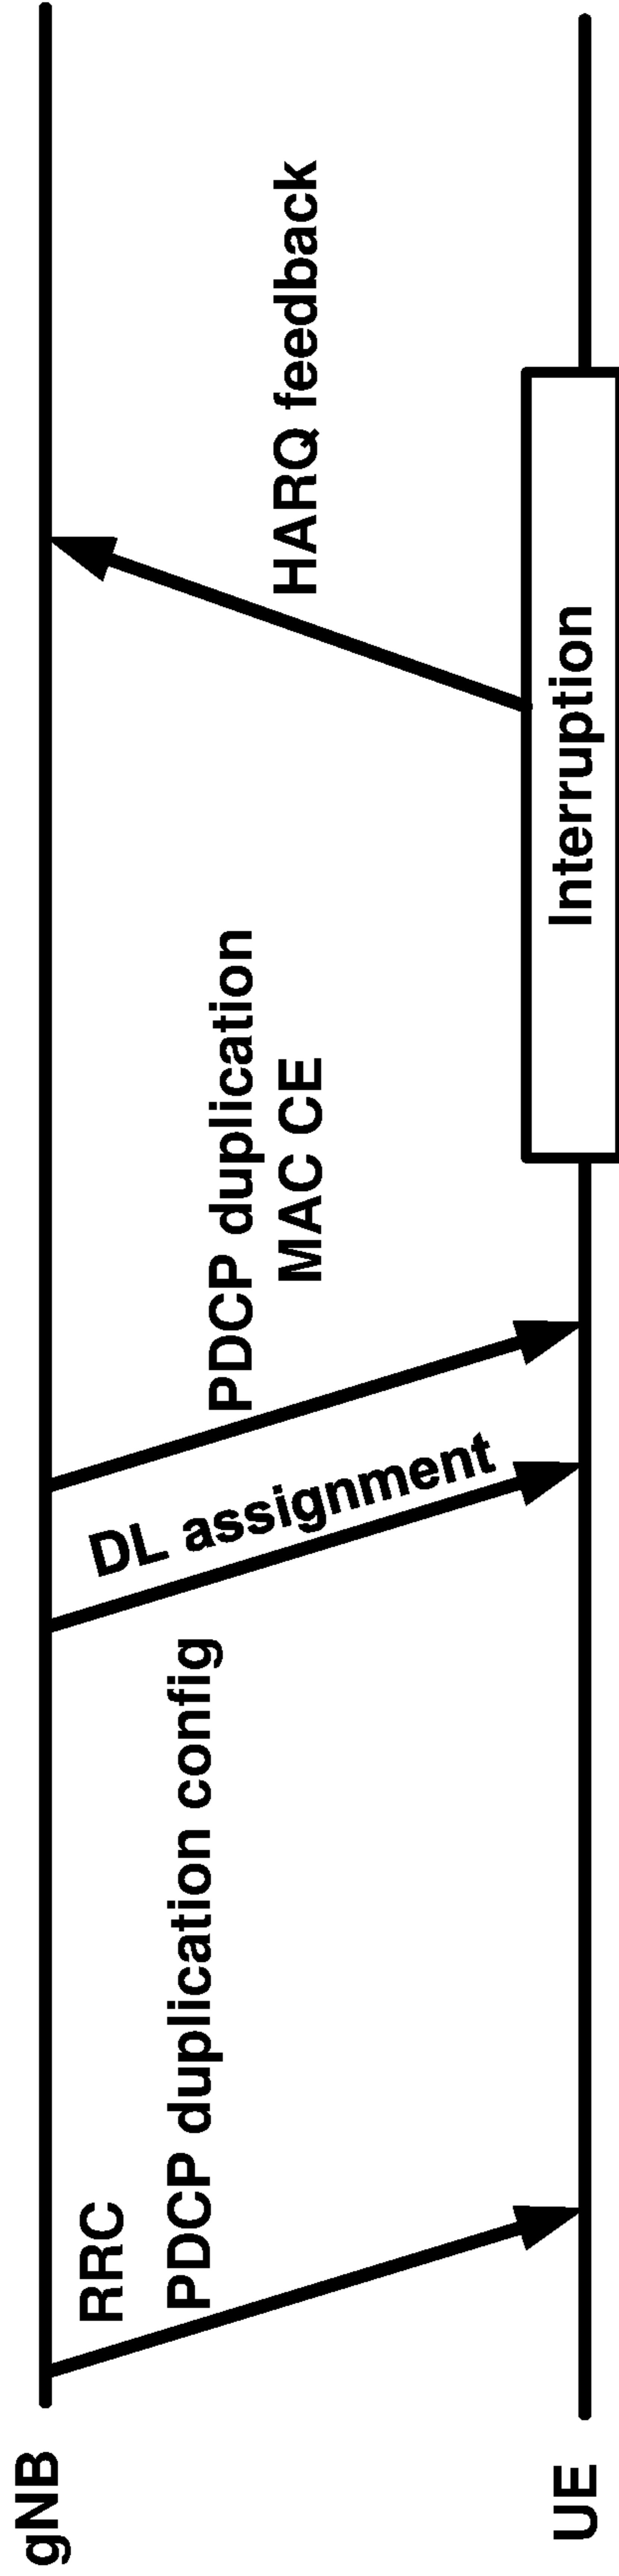 gNB
RRC
PDCP duplication config
DL assignment
PDCP duplication
MAC CE
HARQ feedback
UE
Interruption